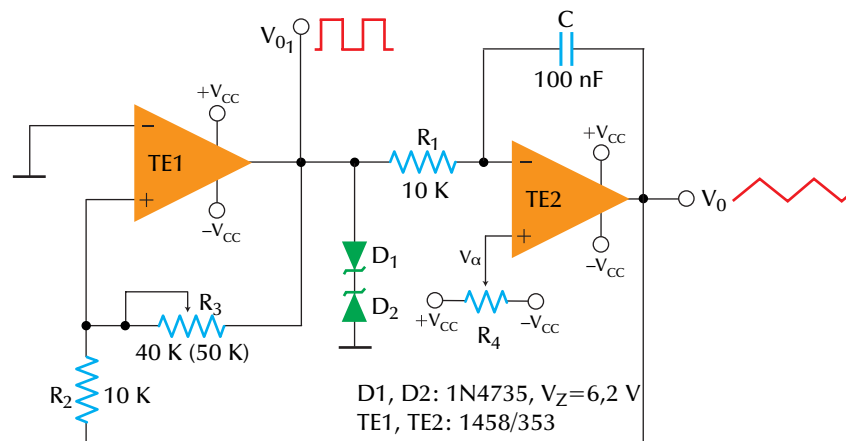 C
100 nF
V01
+VCC
TE1
−VCC
R1
10 K
+VCC
TE2
−VCC
V0
Vα
D1
D2
R3
40 K (50 K)
+VCC
R4
−VCC
R2
10 K
D1, D2: 1N4735, VZ=6,2 V
TE1, TE2: 1458/353